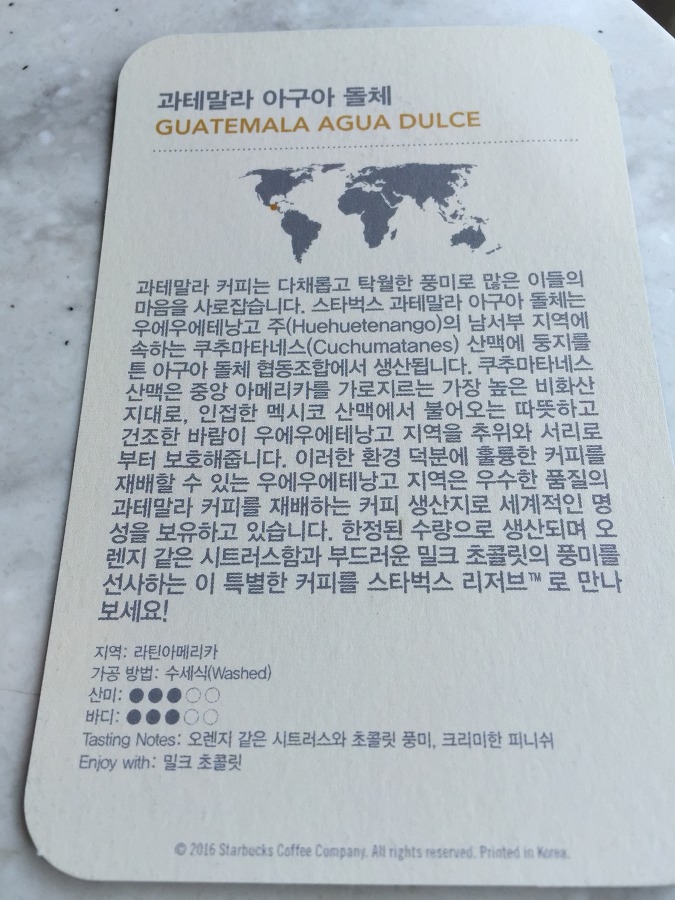 과테말라 아구아 돌체
GUATEMALA AGUA DULCE
과테말라 커피는 다채롭고 탁월한 풍미로 많은 이들의
마음을 사로잡습니다. 스타벅스 과테말라 아구아 돌체는
우에우에테낭고 주(Huehuetenango)의 남서부 지역에
속하는 쿠추마타네스(Cuchumatanes) 산맥에 둥지를
튼 아구아 돌체 협동조합에서 생산됩니다. 쿠추마타네스
산맥은 중앙 아메리카를 가로지르는 가장 높은 비화산
지대로, 인접한 멕시코 산맥에서 불어오는 따뜻하고
건조한 바람이 우에우에테낭고 지역을 추위와 서리로
부터 보호해줍니다. 이러한 환경 덕분에 훌륭한 커피를
재배할 수 있는 우에우에테낭고 지역은 우수한 품질의
과테말라 커피를 재배하는 커피 생산지로 세계적인 명
성을 보유하고 있습니다. 한정된 수량으로 생산되며 오
렌지 같은 시트러스함과 부드러운 밀크 초콜릿의 풍미를
선사하는 이 특별한 커피를 스타벅스 리저브™ 로 만나
보세요!
지역: 라틴아메리카
가공 방법: 수세식(Washed)
산미: ●●●○○
바디: ●●●○○
Tasting Notes: 오렌지 같은 시트러스와 초콜릿 풍미, 크리미한 피니쉬
Enjoy with: 밀크 초콜릿
© 2016 Starbucks Coffee Company. All rights reserved. Printed in Korea.